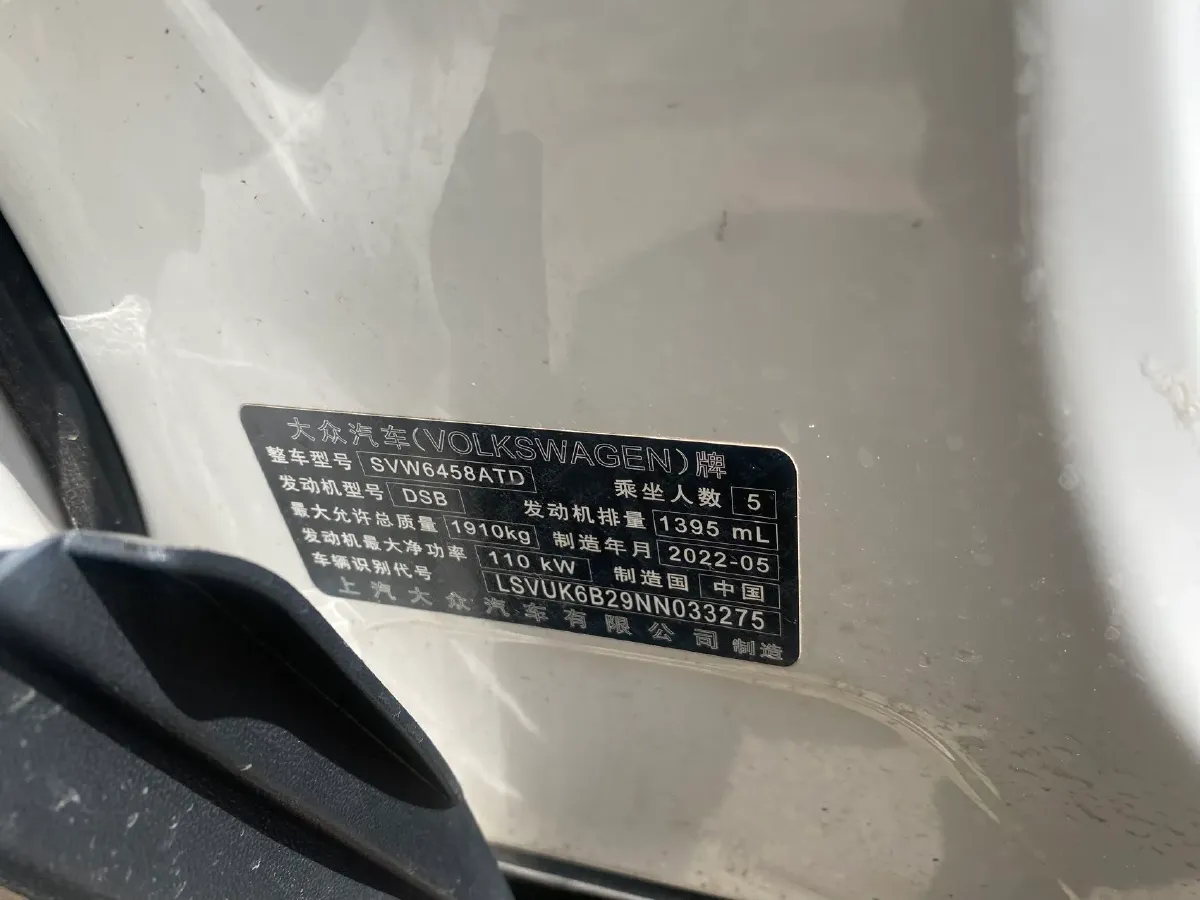 大众汽车(VOLKSWAGEN)牌
整车型号 SVW6458ATD 乘坐人数 5
发动机型号 DSB 发动机排量 1395 mL
最大允许总质量 1910kg 制造年月 2022-05
发动机最大净功率 110 kW 制造国 中国
车辆识别代号 LSVUK6B29NN033275
上汽大众汽车有限公司 制造